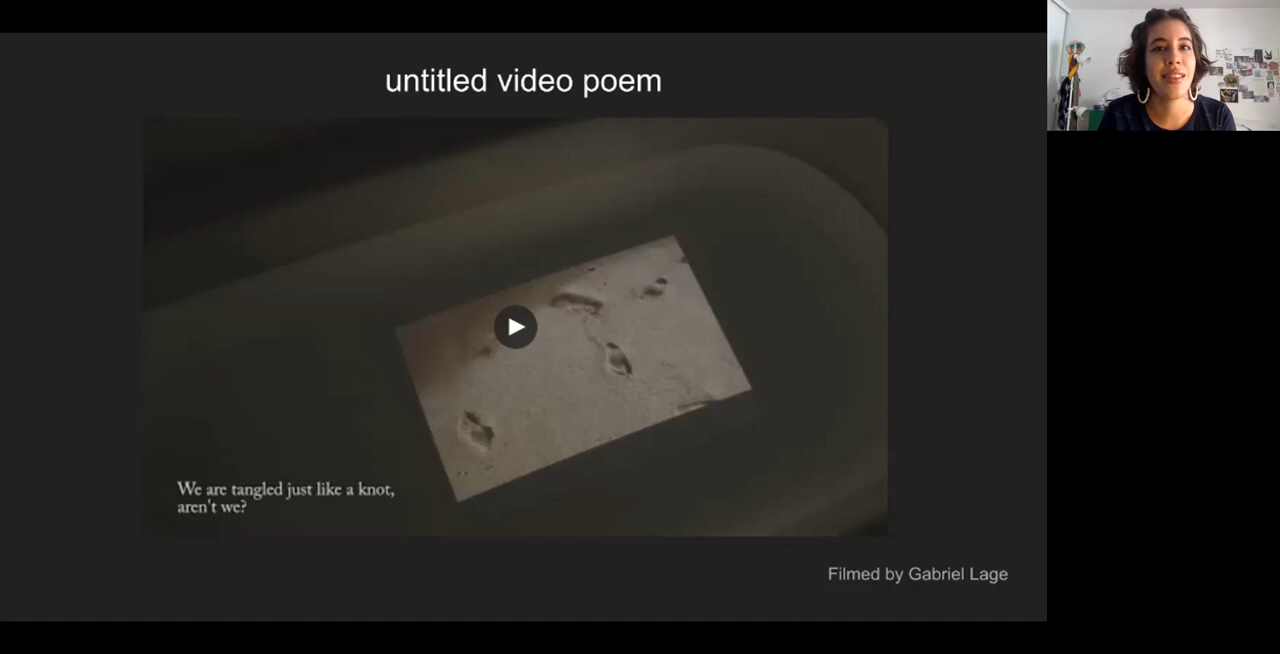 untitled video poem
We are tangled just like a knot,
aren't we?
Filmed by Gabriel Lage